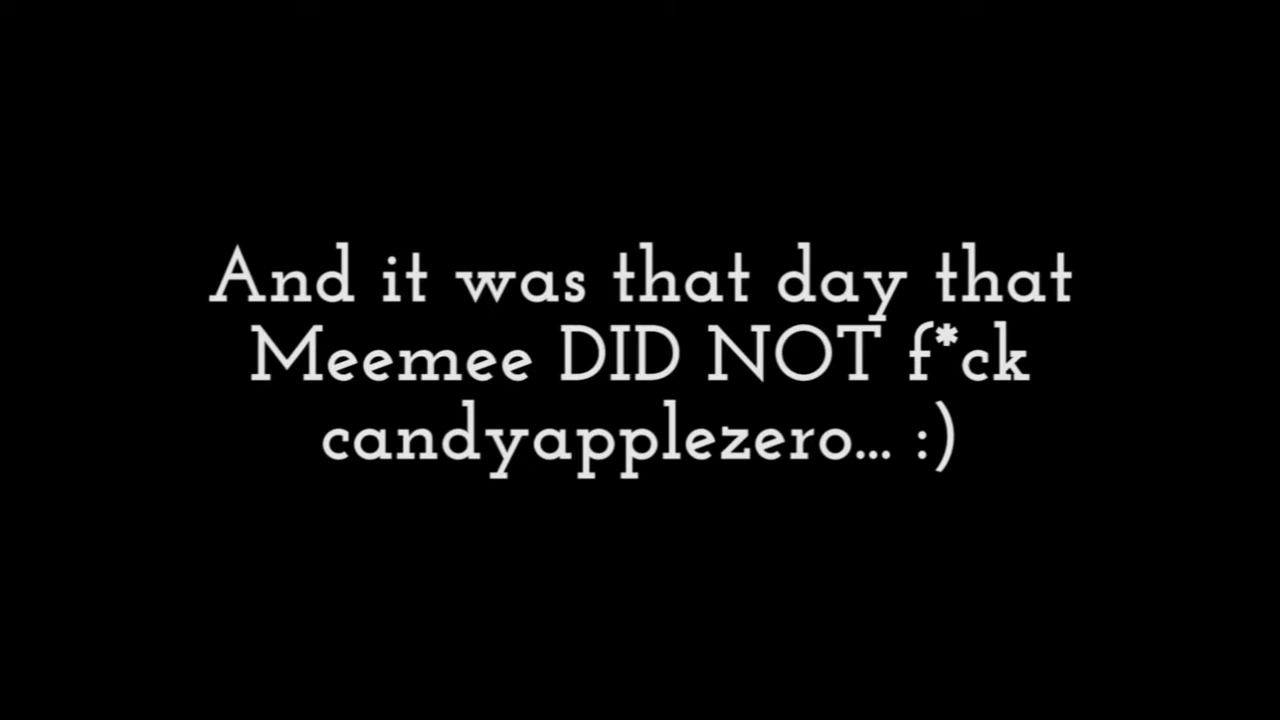 And it was that day that
Meemee DID NOT f*ck
candyapplezero... :)